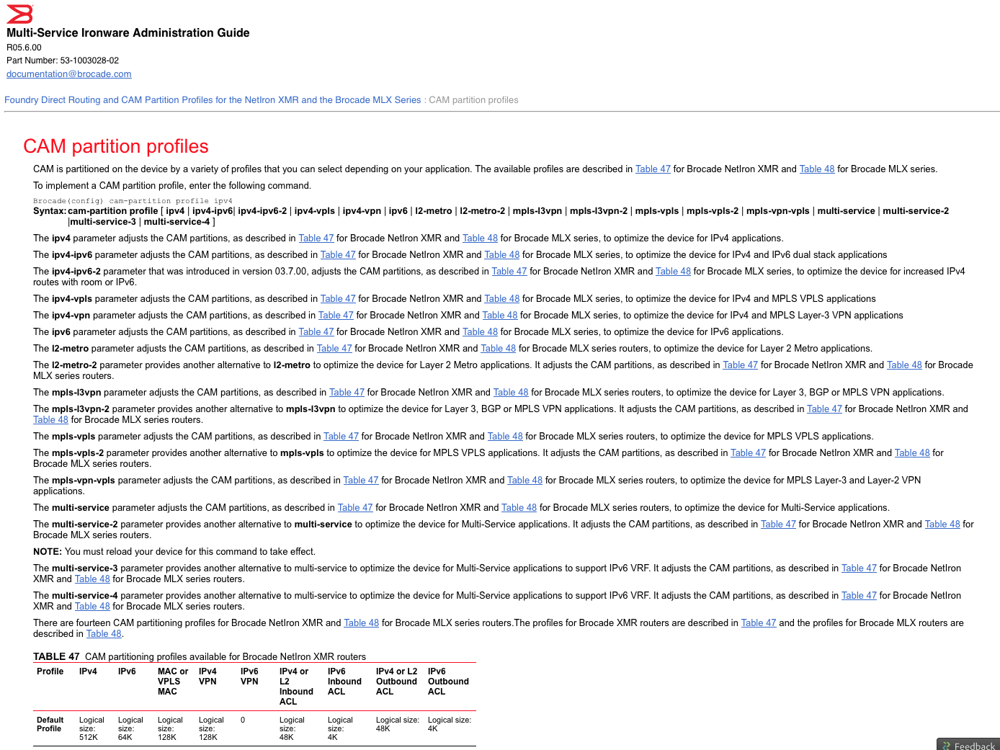 Multi-Service Ironware Administration Guide
R05.6.00
Part Number: 53-1003028-02
documentation@brocade.com
Foundry Direct Routing and CAM Partition Profiles for the NetIron XMR and the Brocade MLX Series : CAM partition profiles
CAM partition profiles
CAM is partitioned on the device by a variety of profiles that you can select depending on your application. The available profiles are described in Table 47 for Brocade NetIron XMR and Table 48 for Brocade MLX series.
To implement a CAM partition profile, enter the following command.
Brocade(config) cam-partition profile ipv4
Syntax: cam-partition profile [ ipv4 | ipv4-ipv6| ipv4-ipv6-2 | ipv4-vpls | ipv4-vpn | ipv6 | l2-metro | l2-metro-2 | mpls-l3vpn | mpls-l3vpn-2 | mpls-vpls | mpls-vpls-2 | mpls-vpn-vpls | multi-service | multi-service-2
|multi-service-3 | multi-service-4 ]
The ipv4 parameter adjusts the CAM partitions, as described in Table 47 for Brocade NetIron XMR and Table 48 for Brocade MLX series, to optimize the device for IPv4 applications.
The ipv4-ipv6 parameter adjusts the CAM partitions, as described in Table 47 for Brocade NetIron XMR and Table 48 for Brocade MLX series, to optimize the device for IPv4 and IPv6 dual stack applications
The ipv4-ipv6-2 parameter that was introduced in version 03.7.00, adjusts the CAM partitions, as described in Table 47 for Brocade NetIron XMR and Table 48 for Brocade MLX series, to optimize the device for increased IPv4
routes with room or IPv6.
The ipv4-vpls parameter adjusts the CAM partitions, as described in Table 47 for Brocade NetIron XMR and Table 48 for Brocade MLX series, to optimize the device for IPv4 and MPLS VPLS applications
The ipv4-vpn parameter adjusts the CAM partitions, as described in Table 47 for Brocade NetIron XMR and Table 48 for Brocade MLX series, to optimize the device for IPv4 and MPLS Layer-3 VPN applications
The ipv6 parameter adjusts the CAM partitions, as described in Table 47 for Brocade NetIron XMR and Table 48 for Brocade MLX series, to optimize the device for IPv6 applications.
The l2-metro parameter adjusts the CAM partitions, as described in Table 47 for Brocade NetIron XMR and Table 48 for Brocade MLX series routers, to optimize the device for Layer 2 Metro applications.
The l2-metro-2 parameter provides another alternative to l2-metro to optimize the device for Layer 2 Metro applications. It adjusts the CAM partitions, as described in Table 47 for Brocade NetIron XMR and Table 48 for Brocade
MLX series routers.
The mpls-l3vpn parameter adjusts the CAM partitions, as described in Table 47 for Brocade NetIron XMR and Table 48 for Brocade MLX series routers, to optimize the device for Layer 3, BGP or MPLS VPN applications.
The mpls-l3vpn-2 parameter provides another alternative to mpls-l3vpn to optimize the device for Layer 3, BGP or MPLS VPN applications. It adjusts the CAM partitions, as described in Table 47 for Brocade NetIron XMR and
Table 48 for Brocade MLX series routers.
The mpls-vpls parameter adjusts the CAM partitions, as described in Table 47 for Brocade NetIron XMR and Table 48 for Brocade MLX series routers, to optimize the device for MPLS VPLS applications.
The mpls-vpls-2 parameter provides another alternative to mpls-vpls to optimize the device for MPLS VPLS applications. It adjusts the CAM partitions, as described in Table 47 for Brocade NetIron XMR and Table 48 for
Brocade MLX series routers.
The mpls-vpn-vpls parameter adjusts the CAM partitions, as described in Table 47 for Brocade NetIron XMR and Table 48 for Brocade MLX series routers, to optimize the device for MPLS Layer-3 and Layer-2 VPN
applications.
The multi-service parameter adjusts the CAM partitions, as described in Table 47 for Brocade NetIron XMR and Table 48 for Brocade MLX series routers, to optimize the device for Multi-Service applications.
The multi-service-2 parameter provides another alternative to multi-service to optimize the device for Multi-Service applications. It adjusts the CAM partitions, as described in Table 47 for Brocade NetIron XMR and Table 48 for
Brocade MLX series routers.
NOTE: You must reload your device for this command to take effect.
The multi-service-3 parameter provides another alternative to multi-service to optimize the device for Multi-Service applications to support IPv6 VRF. It adjusts the CAM partitions, as described in Table 47 for Brocade NetIron
XMR and Table 48 for Brocade MLX series routers.
The multi-service-4 parameter provides another alternative to multi-service to optimize the device for Multi-Service applications to support IPv6 VRF. It adjusts the CAM partitions, as described in Table 47 for Brocade NetIron
XMR and Table 48 for Brocade MLX series routers.
There are fourteen CAM partitioning profiles for Brocade NetIron XMR and Table 48 for Brocade MLX series routers.The profiles for Brocade XMR routers are described in Table 47 and the profiles for Brocade MLX routers are
described in Table 48.
TABLE 47 CAM partitioning profiles available for Brocade NetIron XMR routers
Profile IPv4 IPv6 MAC or IPv4 IPv6 IPv4 or IPv6 IPv4 or L2 IPv6
VPLS VPN VPN L2 Inbound Outbound Outbound
MAC Inbound ACL ACL ACL
ACL
Default Logical Logical Logical Logical 0 Logical Logical Logical size: Logical size:
Profile size: size: size: size: size: size: 48K 4K
512K 64K 128K 128K 48K 4K
Feedback